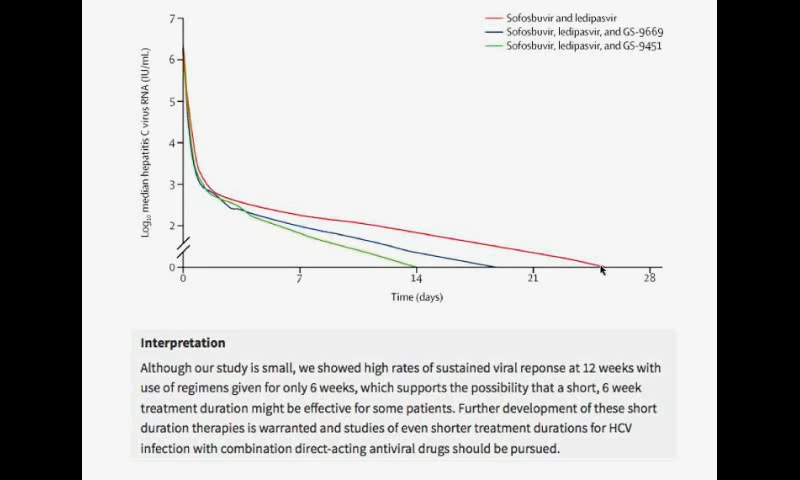 7
Sofosbuvir and ledipasvir
Sofosbuvir, ledipasvir, and GS-9669
Sofosbuvir, ledipasvir, and GS-9451
6
5
4
3
2
0
Log₁₀ median hepatitis C virus RNA (IU/mL)
0 7 14 21 28
Time (days)
Interpretation
Although our study is small, we showed high rates of sustained viral reponse at 12 weeks with
use of regimens given for only 6 weeks, which supports the possibility that a short, 6 week
treatment duration might be effective for some patients. Further development of these short
duration therapies is warranted and studies of even shorter treatment durations for HCV
infection with combination direct-acting antiviral drugs should be pursued.